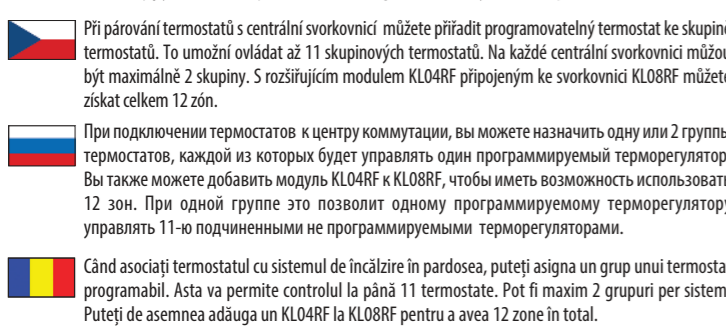 Při párování termostatů s centrální svorkovnicí můžete přiřadit programovatelný termostat ke skupině
termostatů. To umožní ovládat až 11 skupinových termostatů. Na každé centrální svorkovnici můžou
být maximálně 2 skupiny. S rozšiřujícím modulem KL04RF připojeným ke svorkovnici KL08RF můžete
získat celkem 12 zón.
При подключении термостатов к центру коммутации, вы можете назначить одну или 2 группы
термостатов, каждой из которых будет управлять один программируемый терморегулятор
Вы также можете добавить модуль KL04RF к KL08RF, чтобы иметь возможность использовать
12 зон. При одной группе это позволит одному программируемому терморегулятору
управлять 11-ю подчиненными не программируемыми терморегуляторами.
Când asociați termostatul cu sistemul de încălzire în pardosea, puteți asigna un grup unui termostat
programabil. Asta va permite controlul la până 11 termostate. Pot fi maxim 2 grupuri per sistem
Puteți de asemnea adăuga un KL04RF la KL08RF pentru a avea 12 zone în total.